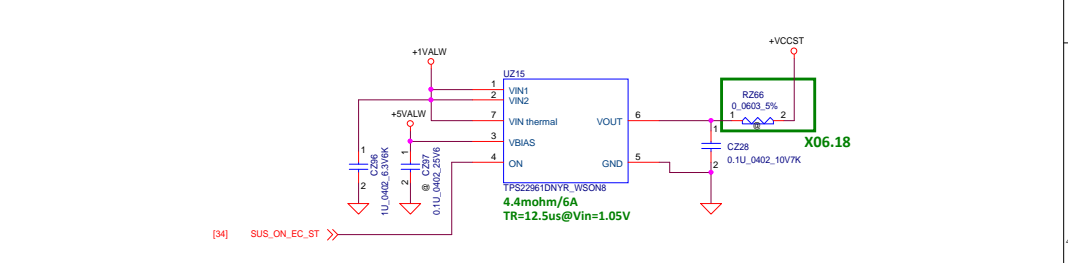 +VCCST
+1VALW
UZ15
1
VIN1
2
VIN2
RZ66
0_0603_5%
+5VALW
7
VIN thermal
VOUT
6
1
2
@
3
VBIAS
1
X06.18
CZ28
0.1U_0402_10V7K
2
4
ON
GND
5
1
CZ96
1U_0402_6.3V6K
2
1
@
CZ97
0.1U_0402_25V6
2
TPS22961DNYR_WSON8
4.4mohm/6A
TR=12.5us@Vin=1.05V
[34]
SUS_ON_EC_ST